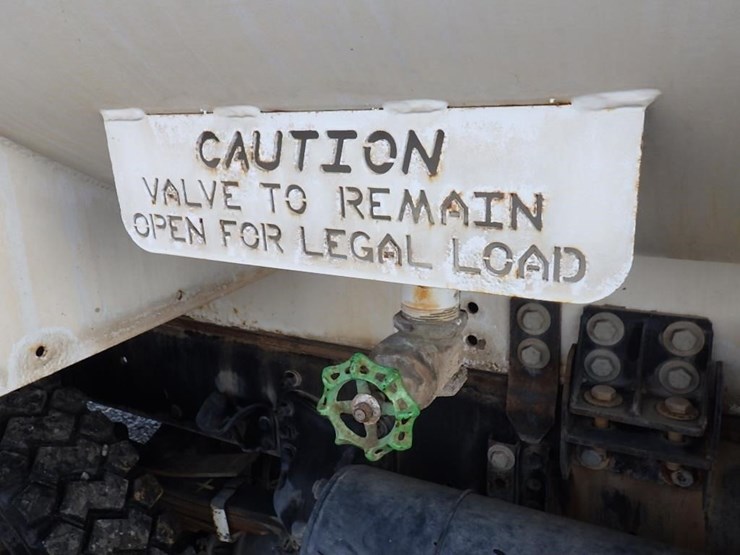 CAUTION
VALVE TO REMAIN
OPEN FOR LEGAL LOAD